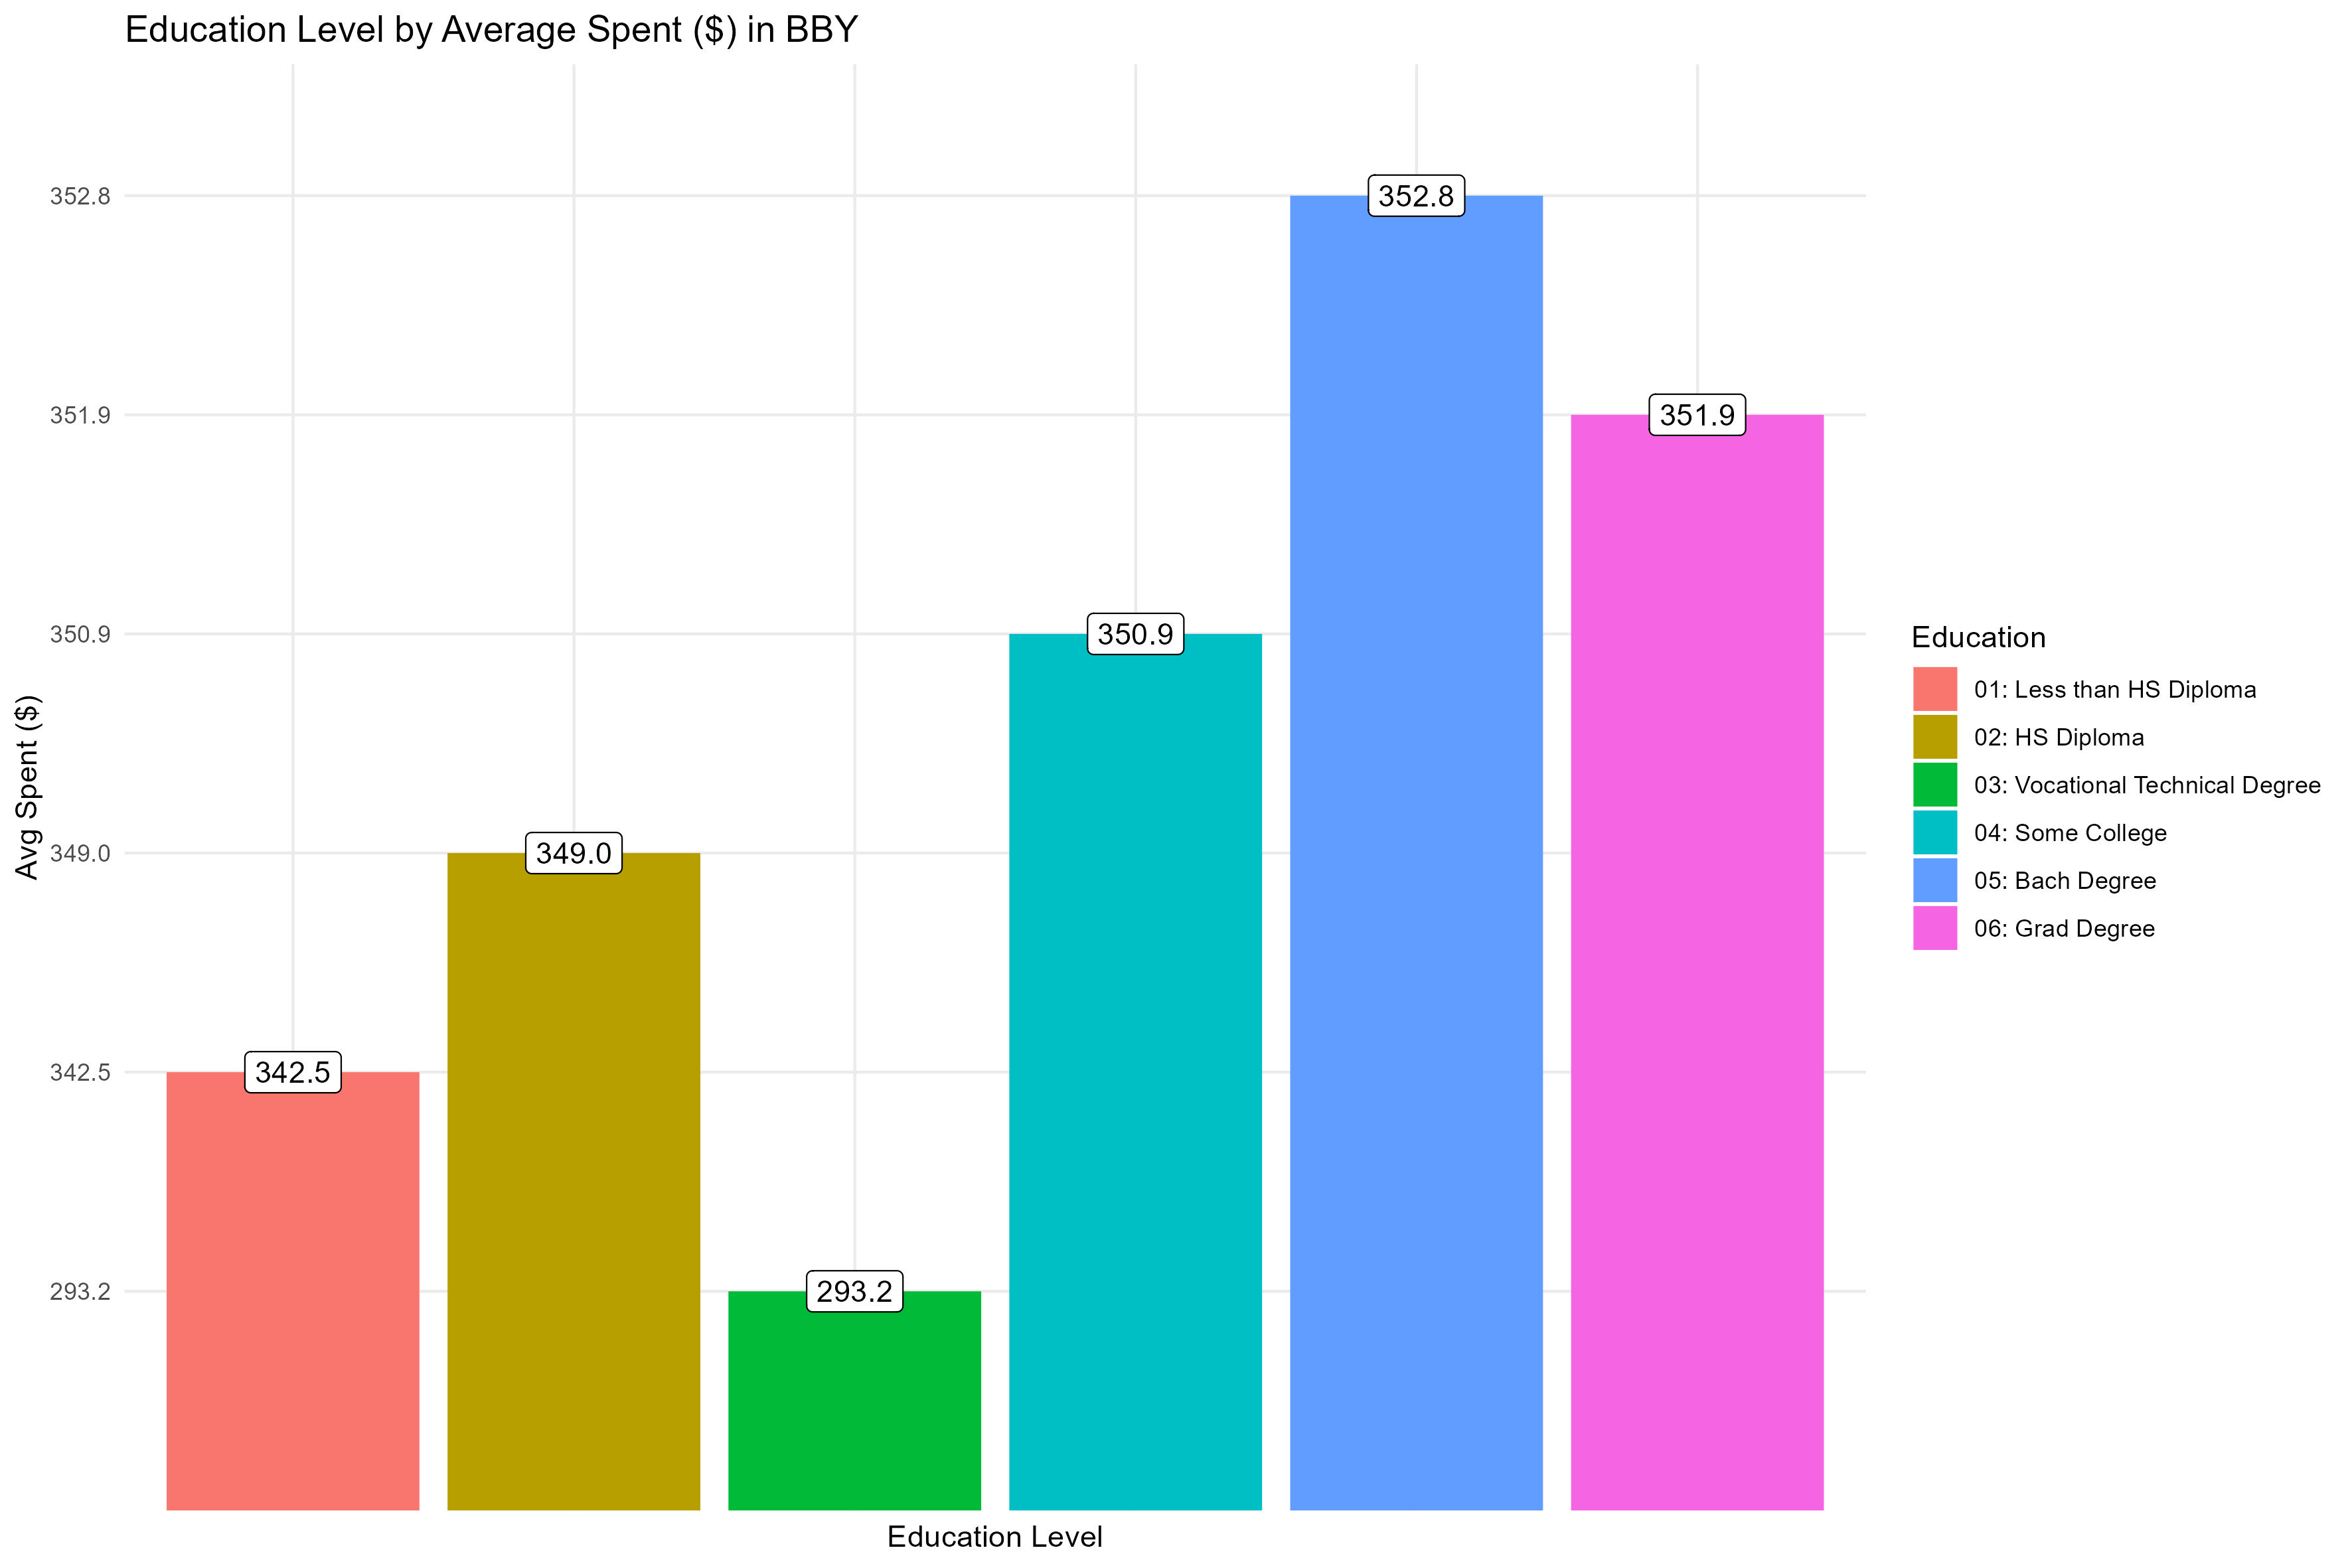 Education Level by Average Spent ($) in BBY
352.8
351.9
350.9
349.0
342.5
293.2
Avg Spent ($)
342.5
349.0
293.2
350.9
352.8
351.9
Education Level
Education
01: Less than HS Diploma
02: HS Diploma
03: Vocational Technical Degree
04: Some College
05: Bach Degree
06: Grad Degree